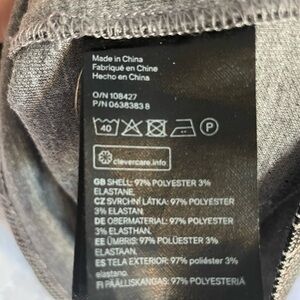 Made in China
Fabriqué en Chine
Hecho en China
O/N 108427
P/N 0638383 8
40
P
clevercare.info
GB SHELL: 97% POLYESTER 3%
ELASTANE.
CZ SVRCHNÍ LÁTKA: 97% POLYESTER
3% ELASTAN.
DE OBERMATERIAL: 97% POLYESTER
3% ELASTHAN.
EE ÜMBRIS: 97% POLÜESTER 3%
ELASTAAN.
ES TELA EXTERIOR: 97% poliéster 3%
elastano.
FI PÄÄLLISKANGAS: 97% POLYESTER